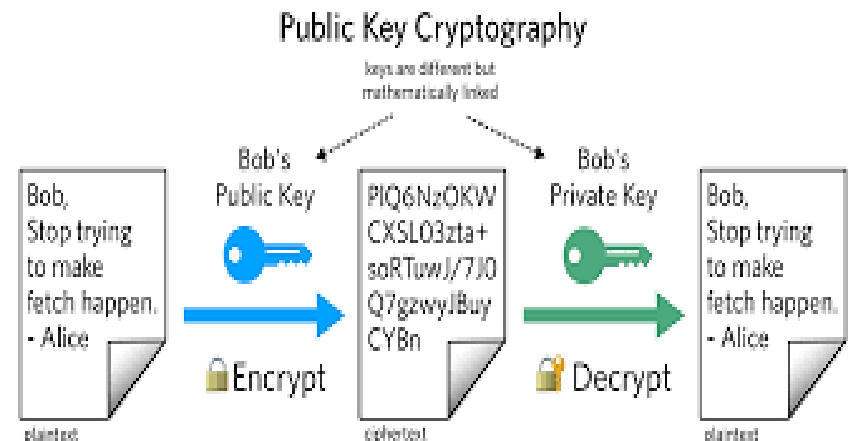 Public Key Cryptography
keys are different but
mathematically linked
Bob's
Public Key
Bob's
Private Key
Bob,
Stop trying
to make
fetch happen.
- Alice
PIQ6NzOKW
CXSLO3zta+
soRTuwJ/7J0
Q7gzwyJBuy
CYBn
Bob,
Stop trying
to make
fetch happen.
- Alice
Encrypt
Decrypt
plaintext
ciphertext
plaintext